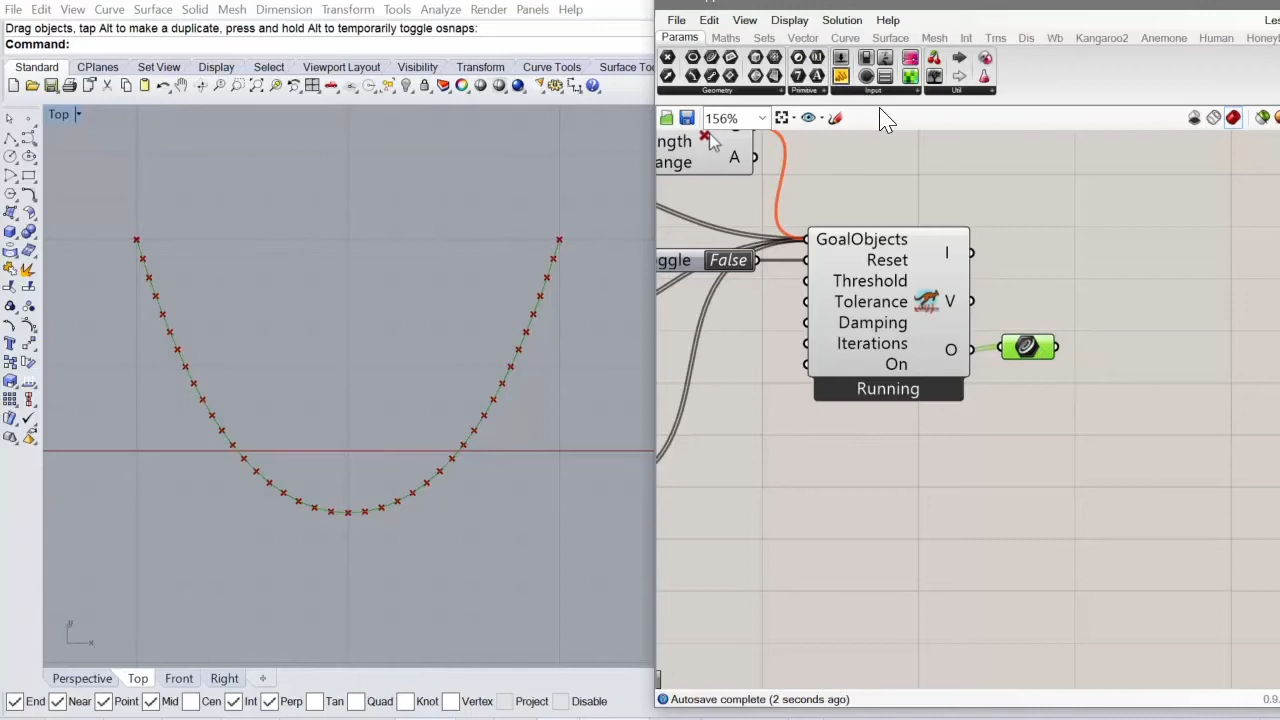 File Edit View Curve Surface Solid Mesh Dimension Transform Tools Analyze Render Panels Help
Drag objects, tap Alt to make a duplicate, press and hold Alt to temporarily toggle osnaps:
Command:
Standard CPlanes Set View Display Select Viewport Layout Visibility Transform Curve Tools Surface Too
Top
y
x
Perspective Top Front Right
End Near Point Mid Cen Int Perp Tan Quad Knot Vertex Project Disable
File Edit View Display Solution Help
Params Maths Sets Vector Curve Surface Mesh Int Trns Dis Wb Kangaroo2 Anemone Human Honeyb
Geometry Primitive Input Util
156%
ngth
ange
A
ggle False
GoalObjects
Reset
Threshold
Tolerance
Damping
Iterations
On
I
V
O
Running
Autosave complete (2 seconds ago)
0.9